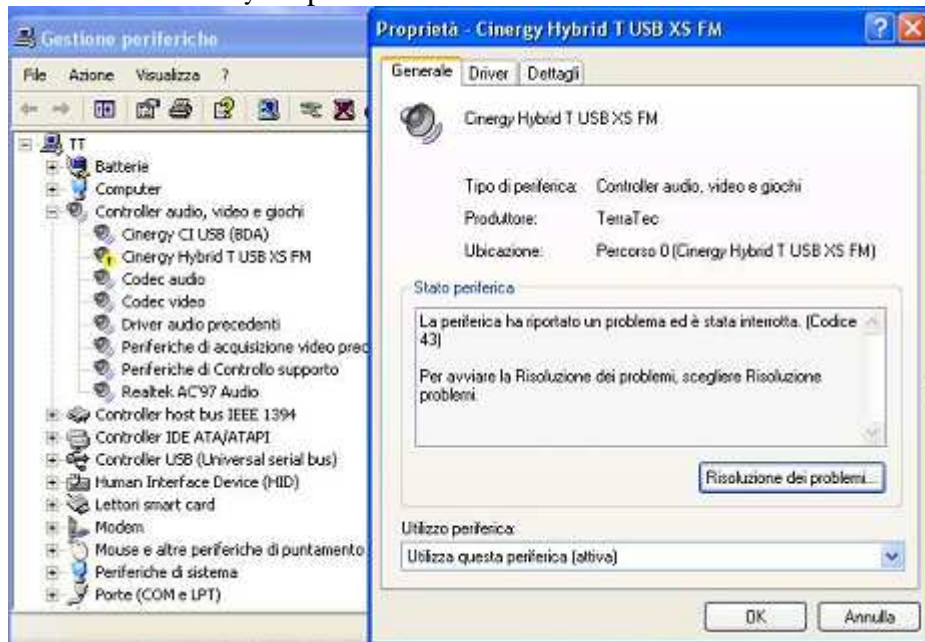 Gestione periferiche
File Azione Visualizza ?
TT
Batterie
Computer
Controller audio, video e giochi
Cinergy CI USB (BDA)
Cinergy Hybrid T USB XS FM
Codec audio
Codec video
Driver audio precedenti
Periferiche di acquisizione video prec
Periferiche di Controllo supporto
Realtek AC'97 Audio
Controller host bus IEEE 1394
Controller IDE ATA/ATAPI
Controller USB (Universal serial bus)
Human Interface Device (HID)
Lettori smart card
Modem
Mouse e altre periferiche di puntamento
Periferiche di sistema
Porte (COM e LPT)
Proprietà - Cinergy Hybrid T USB XS FM
Generale Driver Dettagli
Cinergy Hybrid T USB XS FM
Tipo di periferica: Controller audio, video e giochi
Produttore: TerraTec
Ubicazione: Percorso 0 (Cinergy Hybrid T USB XS FM)
Stato periferica
La periferica ha riportato un problema ed è stata interrotta. (Codice
43)
Per avviare la Risoluzione dei problemi, scegliere Risoluzione
problemi.
Risoluzione dei problemi...
Utilizzo periferica:
Utilizza questa periferica (attiva)
OK Annulla